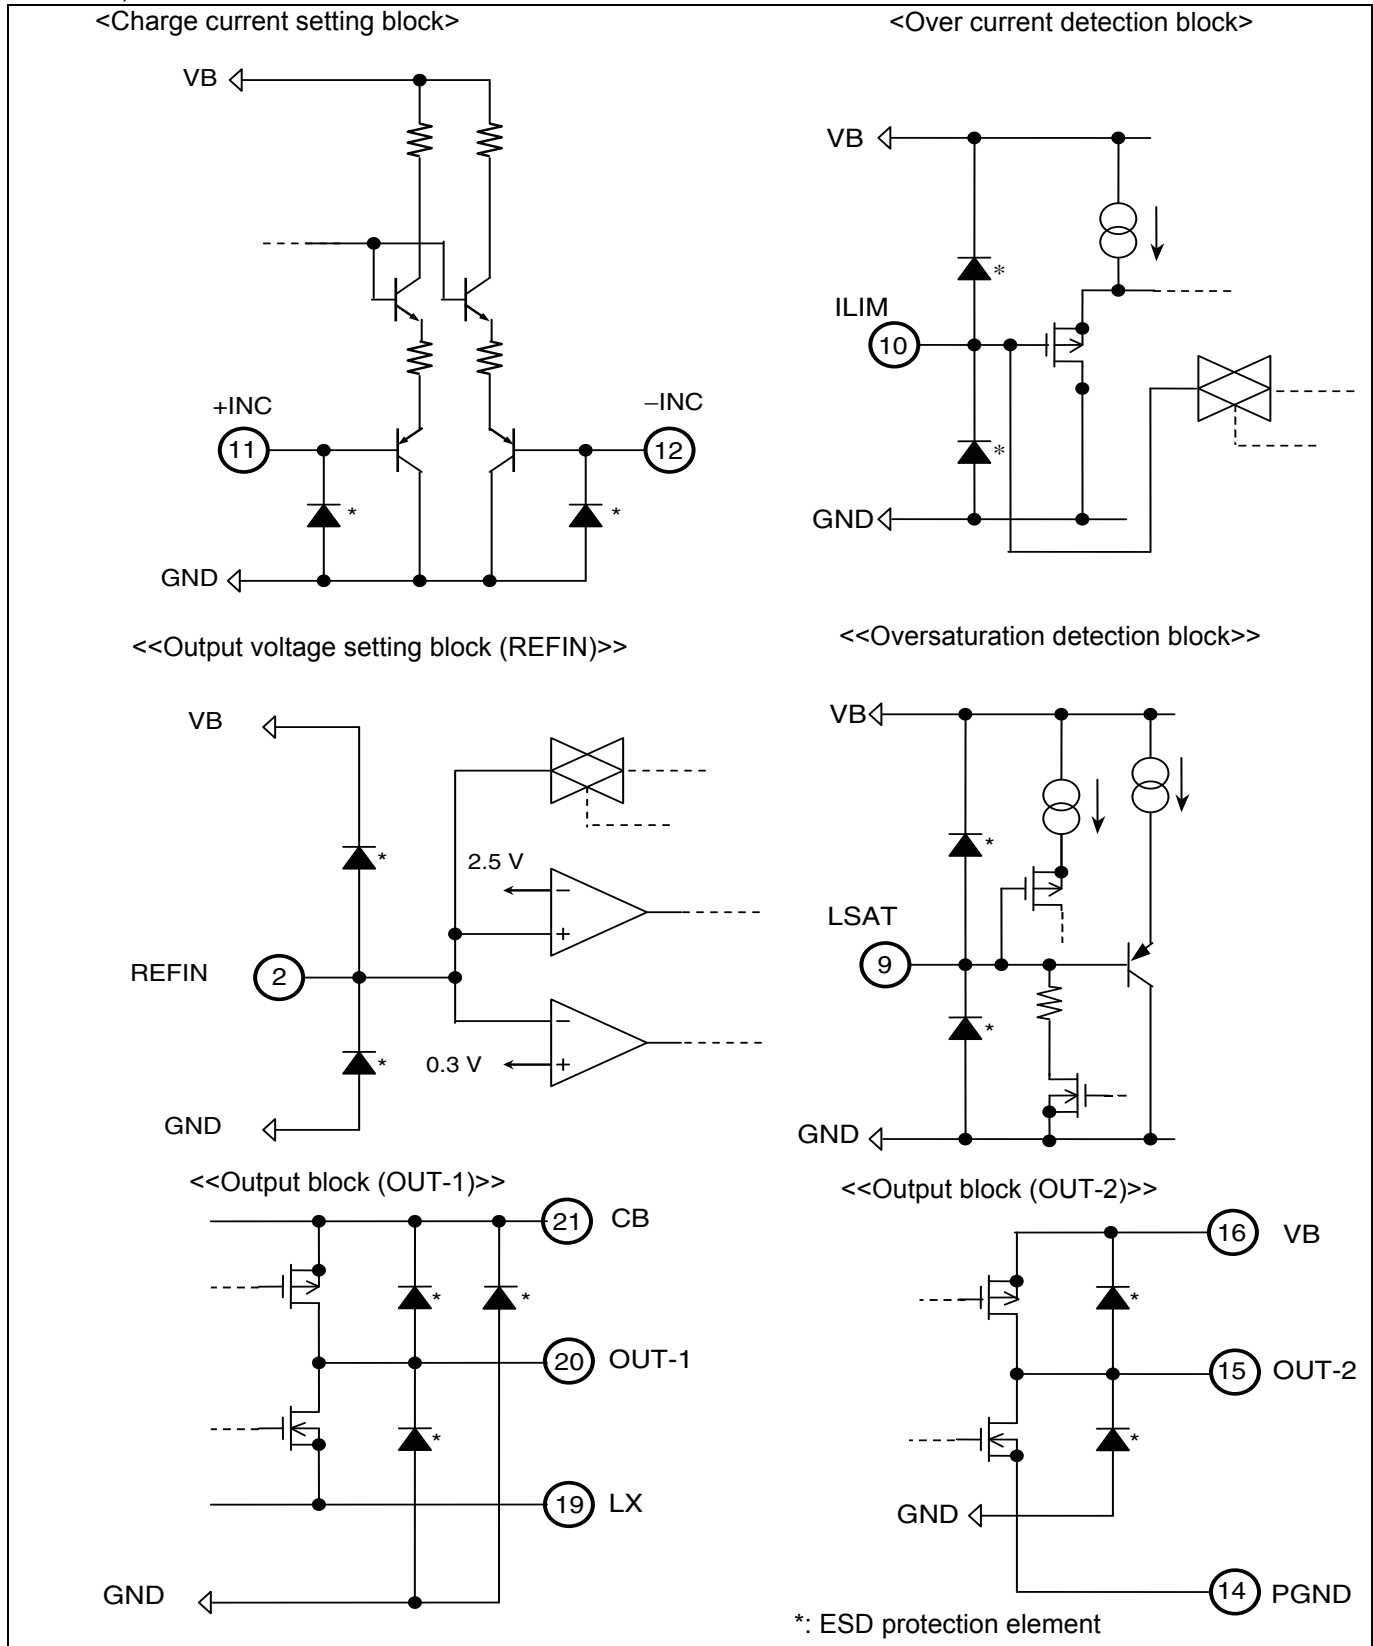 <Charge current setting block>
VB
+INC
11
−INC
12
*
*
GND
<Over current detection block>
VB
*
ILIM
10
*
GND
<<Output voltage setting block (REFIN)>>
VB
*
2.5 V
−
+
REFIN
2
−
0.3 V
+
*
GND
<<Oversaturation detection block>>
VB
*
LSAT
9
*
GND
<<Output block (OUT-1)>>
21 CB
*
*
20 OUT-1
*
19 LX
GND
<<Output block (OUT-2)>>
16 VB
*
15 OUT-2
*
GND
14 PGND
*: ESD protection element